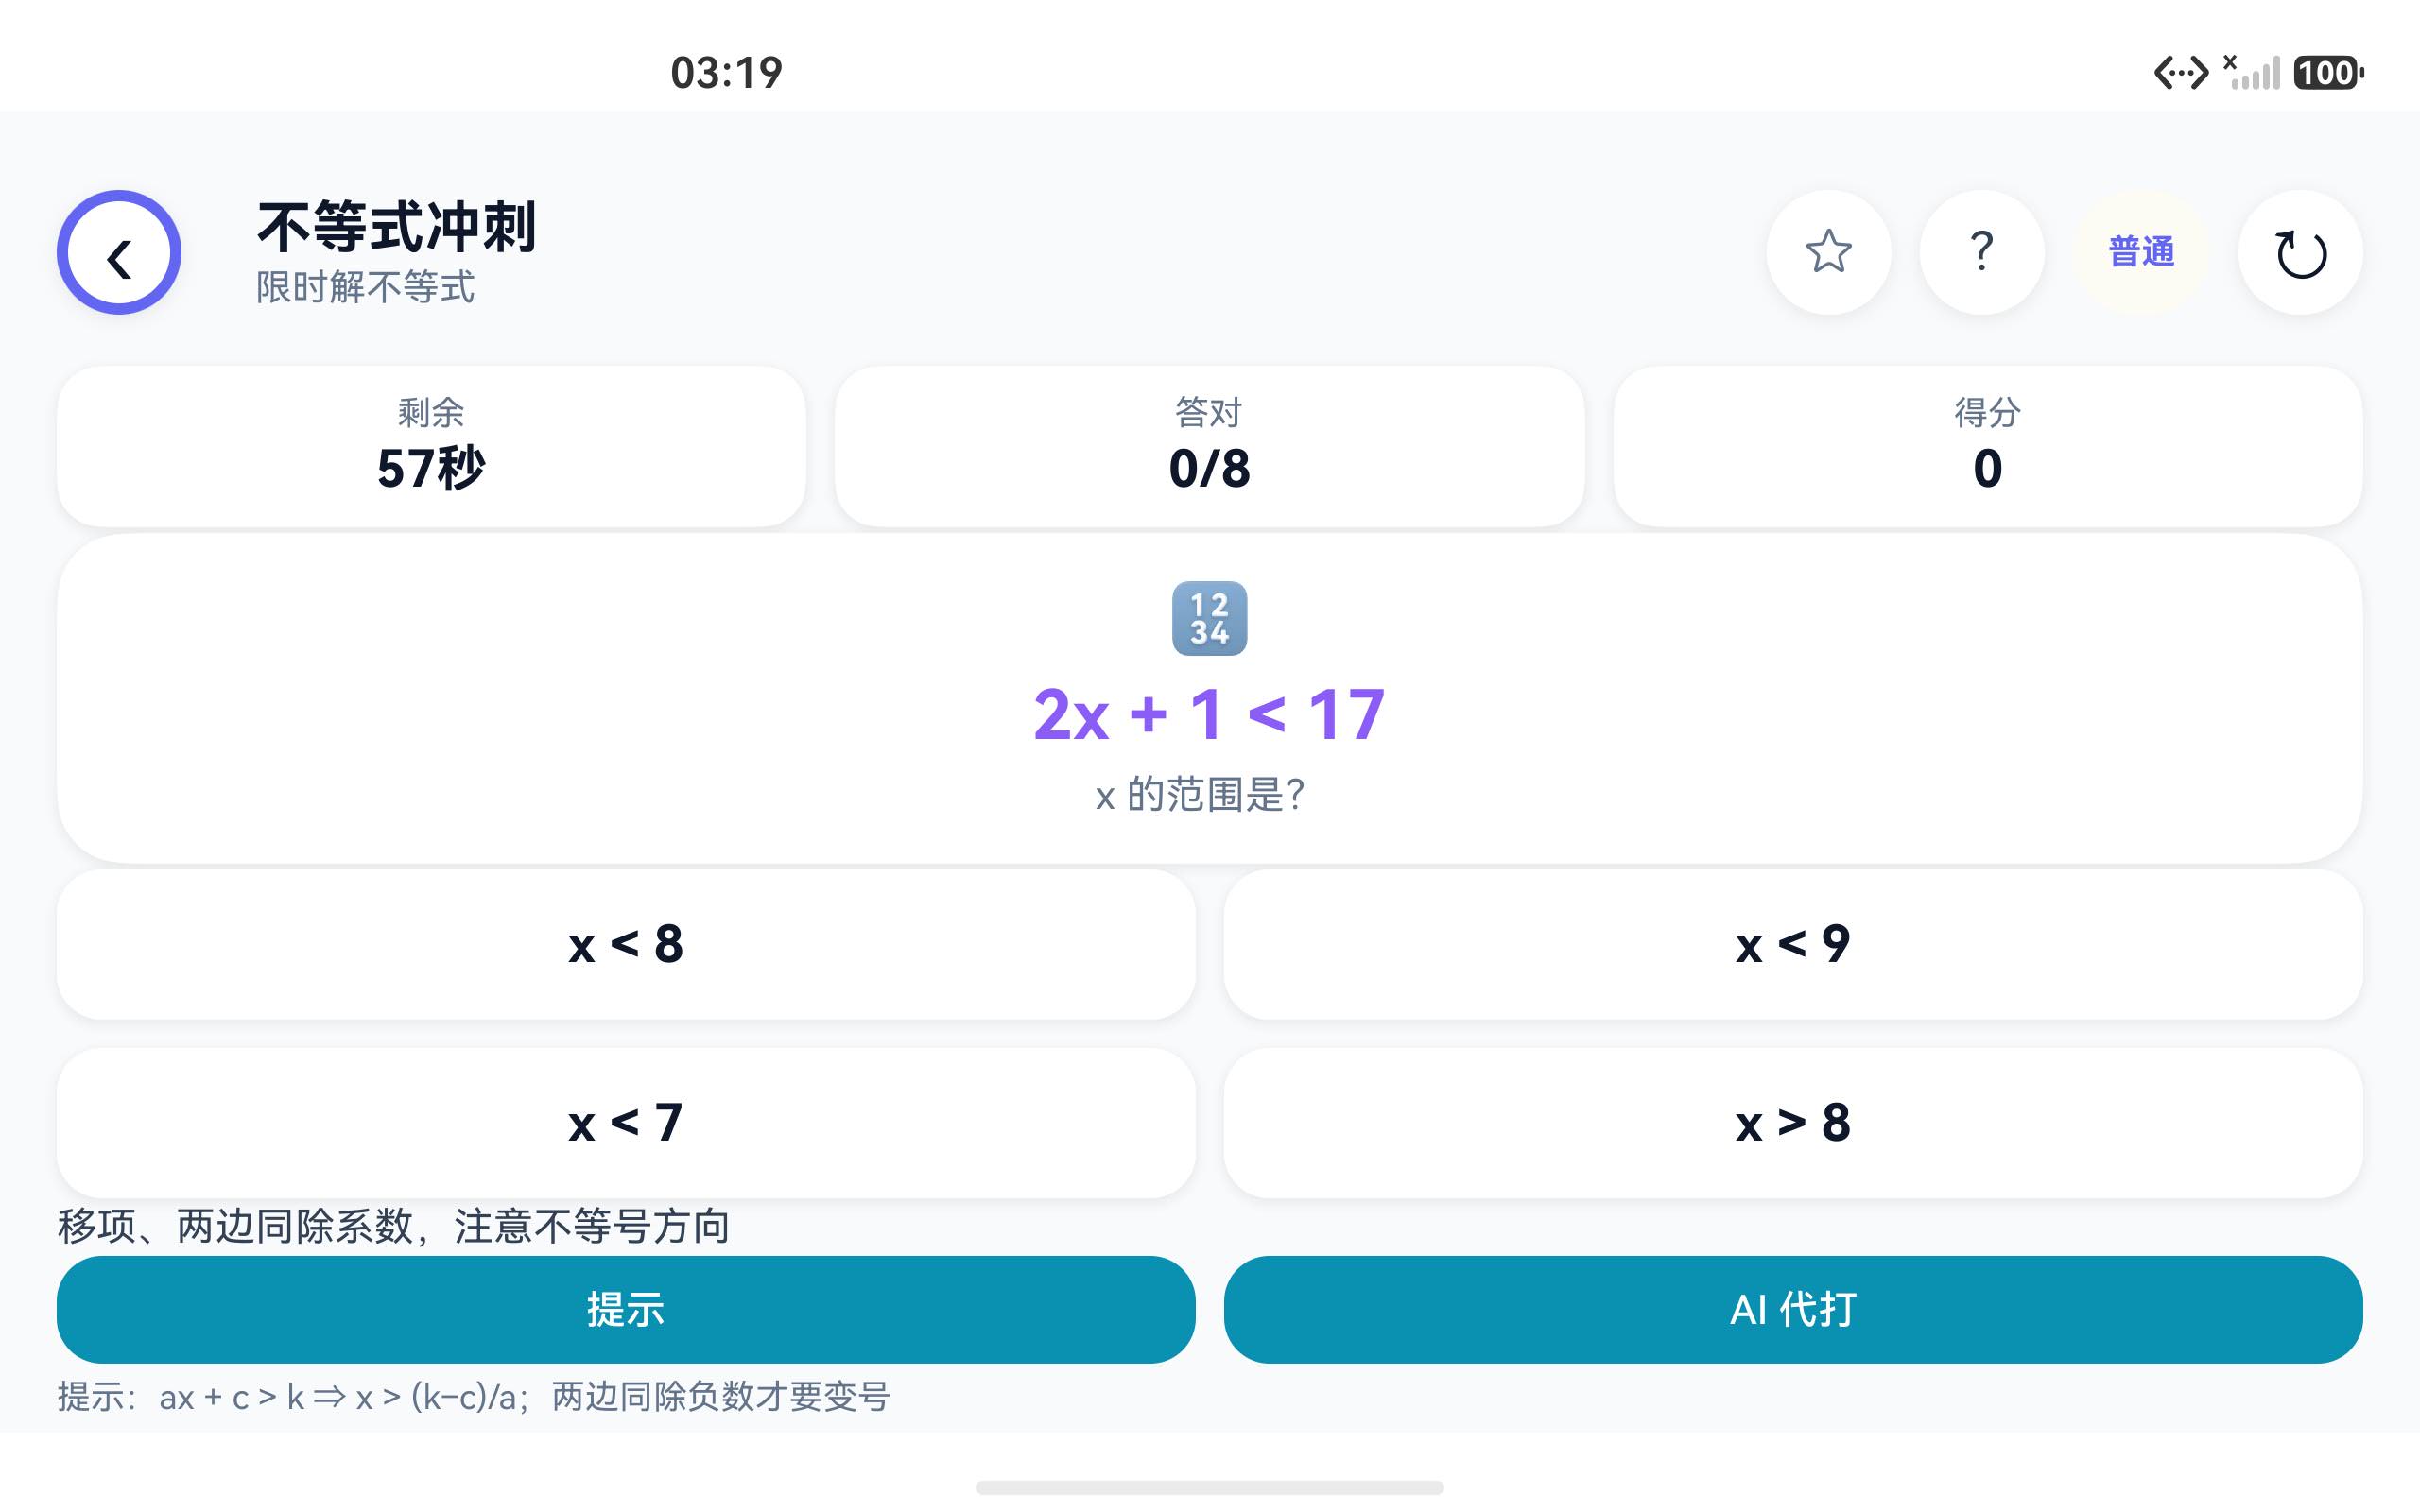 03:19
100
不等式冲刺
限时解不等式
?
普通
剩余
57秒
答对
0/8
得分
0
12
34
2x + 1 < 17
x 的范围是?
x < 8
x < 9
x < 7
x > 8
移项、两边同除系数，注意不等号方向
提示
AI 代打
提示：ax + c > k ⇒ x > (k−c)/a；两边同除负数才要变号